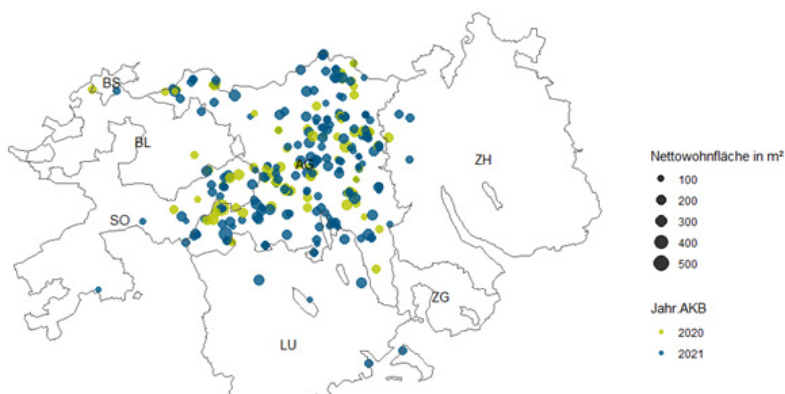 BS
BL
AG
ZH
SO
ZG
LU
Nettowohnfläche in m²
100
200
300
400
500
Jahr.AKB
2020
2021